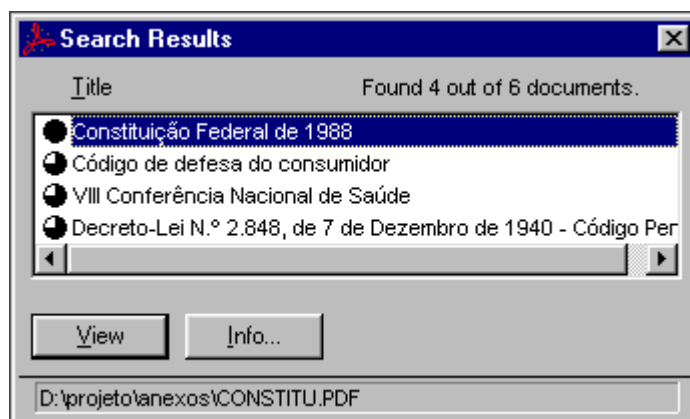 Search Results
Title Found 4 out of 6 documents.
Constituição Federal de 1988
Código de defesa do consumidor
VIII Conferência Nacional de Saúde
Decreto-Lei N.º 2.848, de 7 de Dezembro de 1940 - Código Per
View Info...
D:\projeto\anexos\CONSTITU.PDF